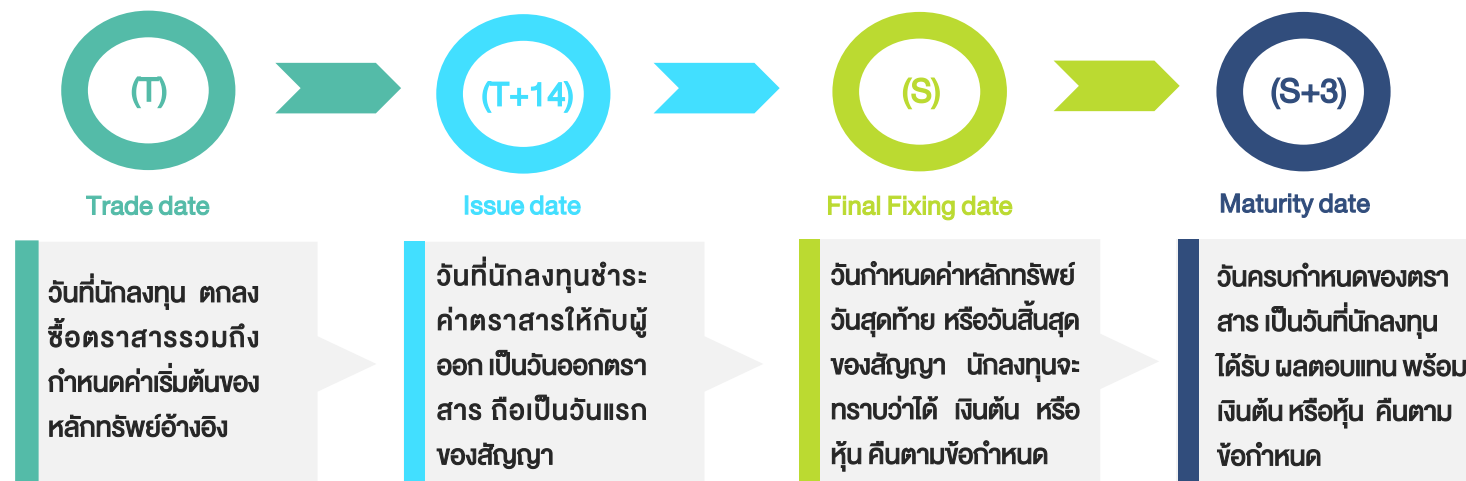 (T)
(T+14)
(S)
(S+3)
Trade date
Issue date
Final Fixing date
Maturity date
วันที่นักลงทุน ตกลง
ซื้อตราสารรวมถึง
กำหนดค่าเริ่มต้นของ
หลักทรัพย์อ้างอิง
วันที่นักลงทุนชำระ
ค่าตราสารให้กับผู้
ออก เป็นวันออกตรา
สาร ถือเป็นวันแรก
ของสัญญา
วันกำหนดค่าหลักทรัพย์
วันสุดท้าย หรือวันสิ้นสุด
ของสัญญา นักลงทุนจะ
ทราบว่าได้ เงินต้น หรือ
หุ้น คืนตามข้อกำหนด
วันครบกำหนดของตรา
สาร เป็นวันที่นักลงทุน
ได้รับ ผลตอบแทน พร้อม
เงินต้น หรือหุ้น คืนตาม
ข้อกำหนด